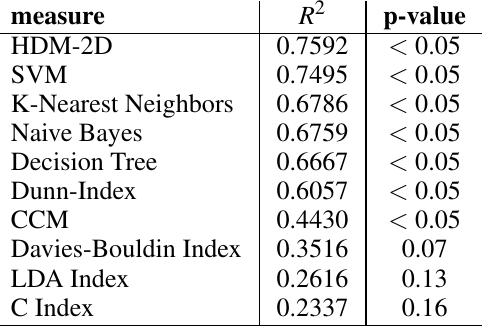 measure R² p-value
HDM-2D 0.7592 < 0.05
SVM 0.7495 < 0.05
K-Nearest Neighbors 0.6786 < 0.05
Naive Bayes 0.6759 < 0.05
Decision Tree 0.6667 < 0.05
Dunn-Index 0.6057 < 0.05
CCM 0.4430 < 0.05
Davies-Bouldin Index 0.3516 0.07
LDA Index 0.2616 0.13
C Index 0.2337 0.16